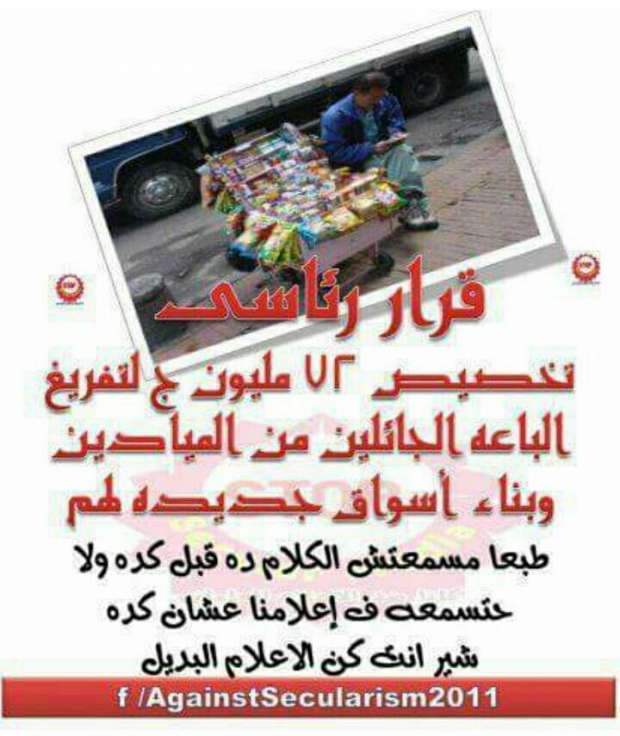 قرار رئاسى
تخصيص ٧٢ مليون ج لتفريغ
الباعه الجائلين من الميادين
وبناء أسواق جديده لهم
طبعا مسمعتش الكلام ده قبل كده ولا
حتسمعه ف إعلامنا عشان كده
شير انت كن الاعلام البديل
f /AgainstSecularism2011